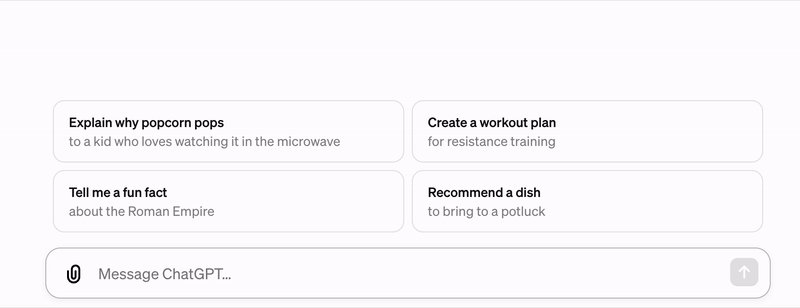 Explain why popcorn pops
to a kid who loves watching it in the microwave
Create a workout plan
for resistance training
Tell me a fun fact
about the Roman Empire
Recommend a dish
to bring to a potluck
Message ChatGPT...